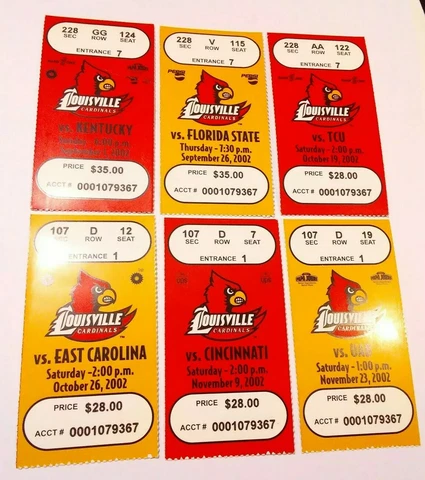 228 GG 124
SEC ROW SEAT
ENTRANCE 7
LOUISVILLE
CARDINALS
vs. KENTUCKY
PRICE $35.00
ACCT # 0001079367
228 V 115
SEC ROW SEAT
ENTRANCE 7
LOUISVILLE
CARDINALS
vs. FLORIDA STATE
Thursday - 7:30 p.m.
September 26, 2002
PRICE $35.00
ACCT # 0001079367
228 AA 122
SEC ROW SEAT
ENTRANCE 7
LOUISVILLE
CARDINALS
vs. TCU
Saturday - 2:00 p.m.
October 19, 2002
PRICE $28.00
ACCT # 0001079367
107 D 12
SEC ROW SEAT
ENTRANCE 1
LOUISVILLE
CARDINALS
vs. EAST CAROLINA
Saturday - 2:00 p.m.
October 26, 2002
PRICE $28.00
ACCT # 0001079367
107 D 7
SEC ROW SEAT
ENTRANCE 1
LOUISVILLE
CARDINALS
vs. CINCINNATI
Saturday - 2:00 p.m.
November 9, 2002
PRICE $28.00
ACCT # 0001079367
107 D 19
SEC ROW SEAT
ENTRANCE 1
LOUISVILLE
CARDINALS
vs.
Saturday - 1:00 p.m.
November 23, 2002
PRICE $28.00
ACCT # 0001079367